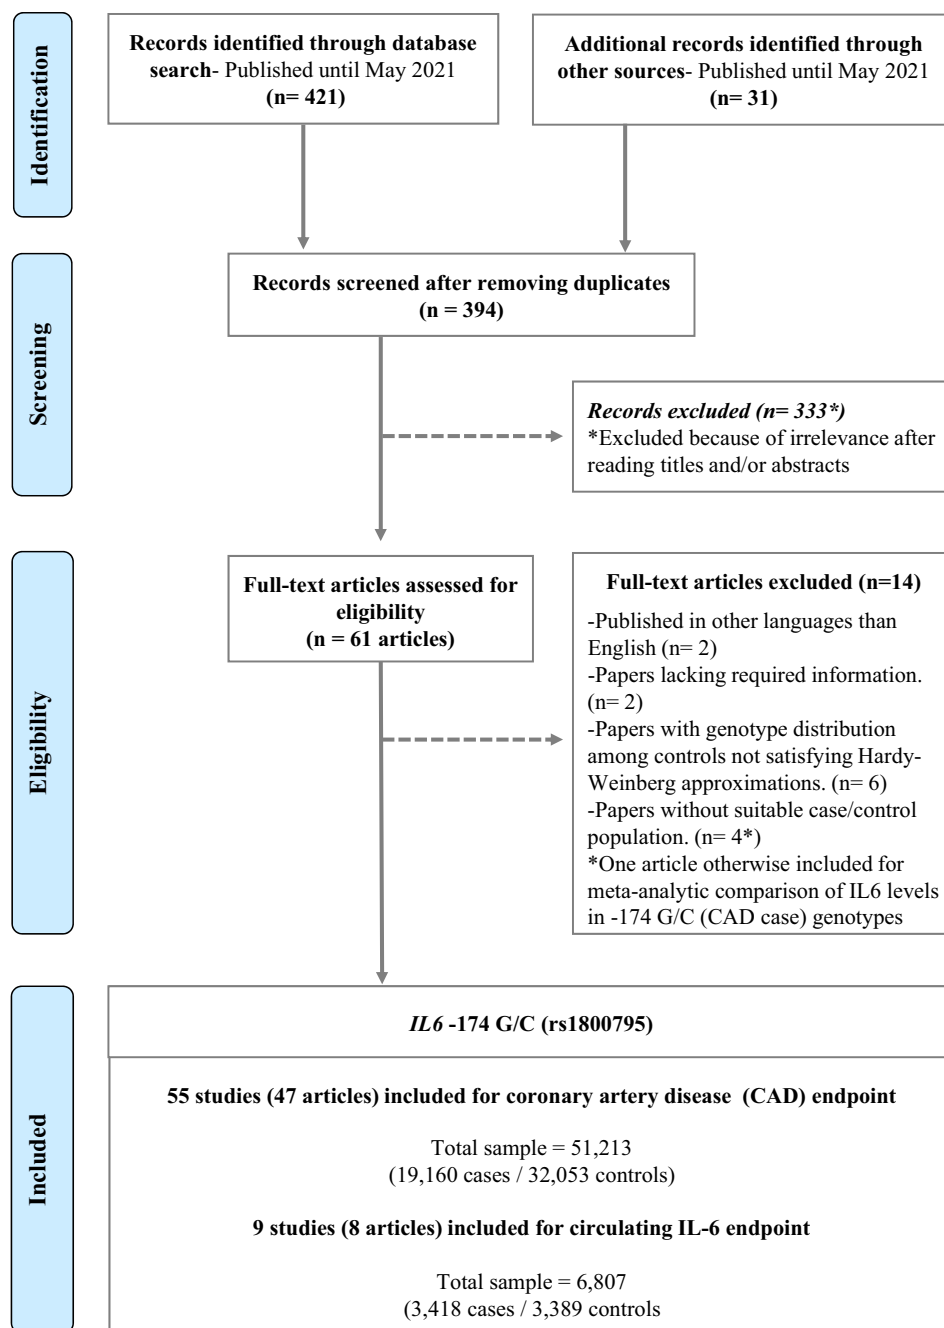 Identification
Records identified through database
search- Published until May 2021
(n= 421)
Additional records identified through
other sources- Published until May 2021
(n= 31)
Screening
Records screened after removing duplicates
(n = 394)
Records excluded (n= 333*)
*Excluded because of irrelevance after
reading titles and/or abstracts
Eligibility
Full-text articles assessed for
eligibility
(n = 61 articles)
Full-text articles excluded (n=14)
-Published in other languages than
English (n= 2)
-Papers lacking required information.
(n= 2)
-Papers with genotype distribution
among controls not satisfying Hardy-
Weinberg approximations. (n= 6)
-Papers without suitable case/control
population. (n= 4*)
*One article otherwise included for
meta-analytic comparison of IL6 levels
in -174 G/C (CAD case) genotypes
Included
IL6 -174 G/C (rs1800795)
55 studies (47 articles) included for coronary artery disease (CAD) endpoint
Total sample = 51,213
(19,160 cases / 32,053 controls)
9 studies (8 articles) included for circulating IL-6 endpoint
Total sample = 6,807
(3,418 cases / 3,389 controls